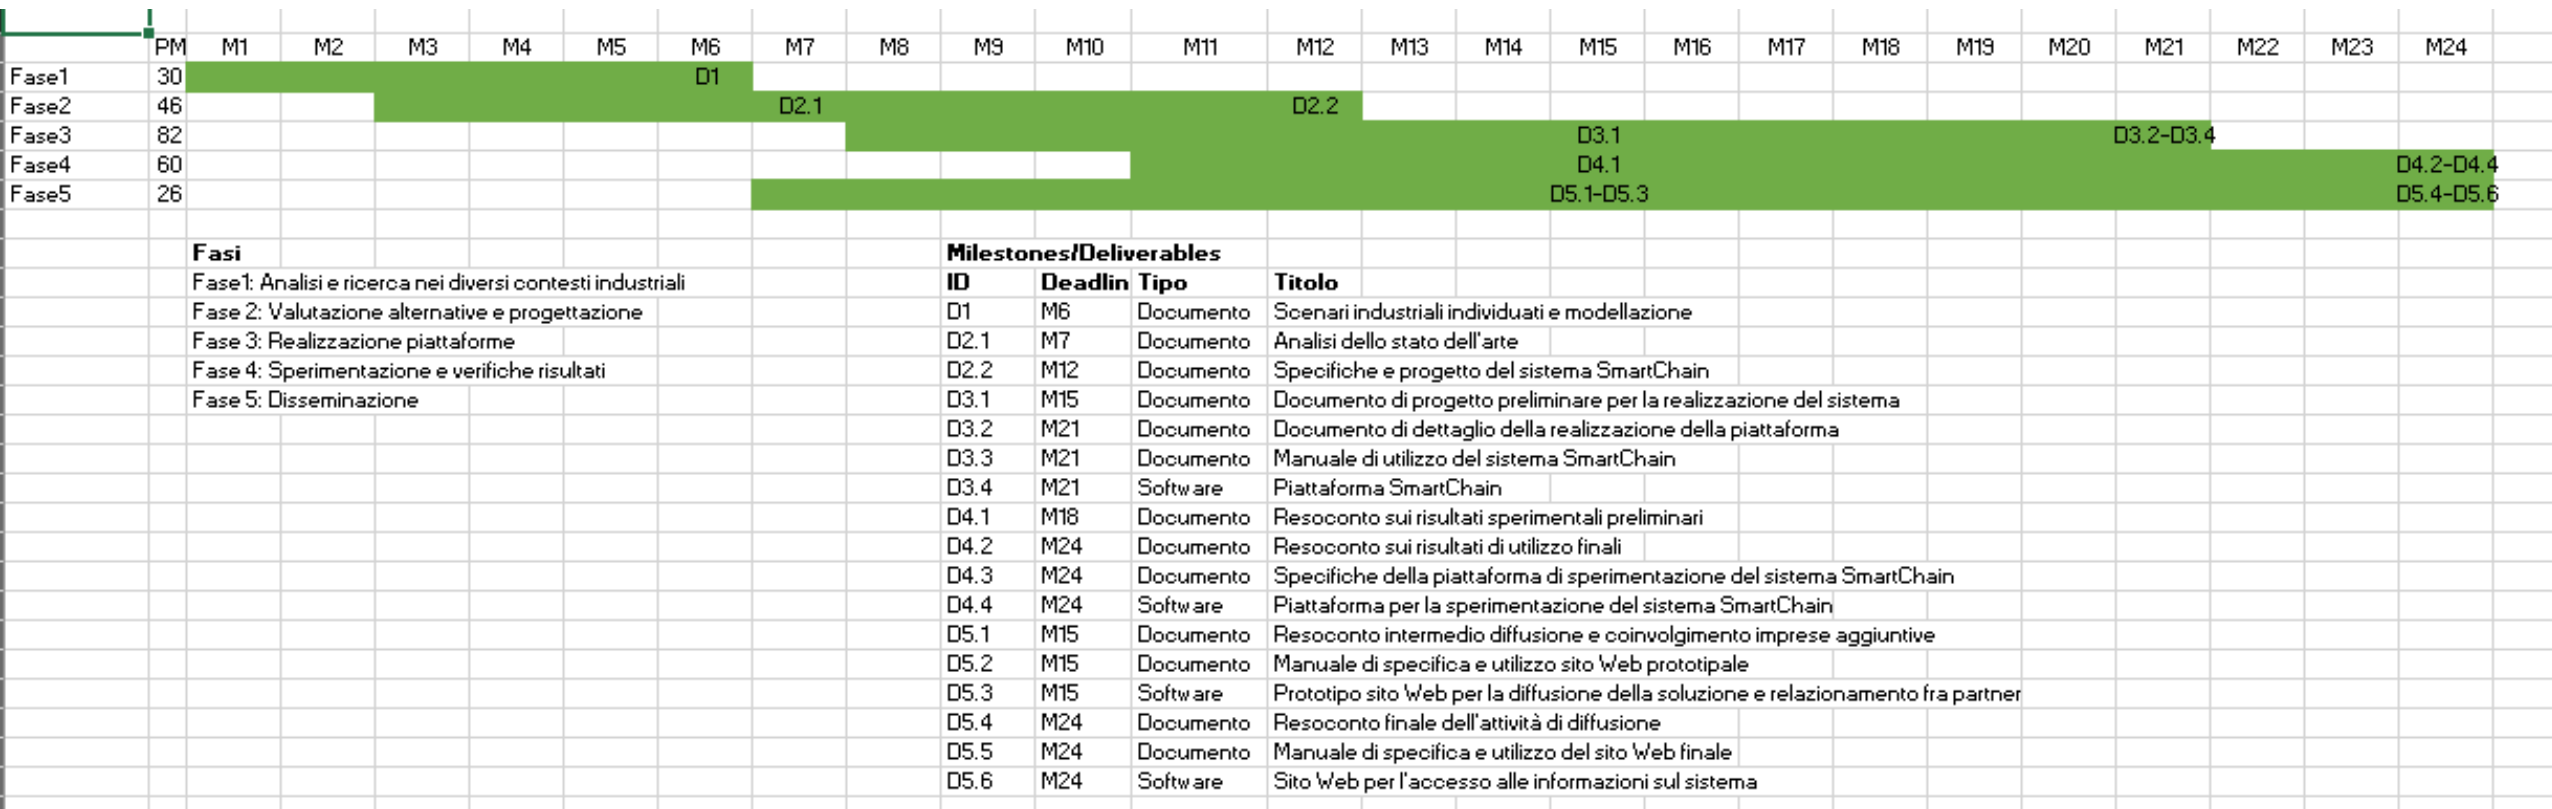 PM M1 M2 M3 M4 M5 M6 M7 M8 M9 M10 M11 M12 M13 M14 M15 M16 M17 M18 M19 M20 M21 M22 M23 M24
Fase1 30 D1
Fase2 46 D2.1 D2.2
Fase3 82 D3.1 D3.2-D3.4
Fase4 60 D4.1 D4.2-D4.4
Fase5 26 D5.1-D5.3 D5.4-D5.6
Fasi Milestones/Deliverables
Fase1: Analisi e ricerca nei diversi contesti industriali ID Deadlin Tipo Titolo
Fase 2: Valutazione alternative e progettazione D1 M6 Documento Scenari industriali individuati e modellazione
Fase 3: Realizzazione piattaforme D2.1 M7 Documento Analisi dello stato dell'arte
Fase 4: Sperimentazione e verifiche risultati D2.2 M12 Documento Specifiche e progetto del sistema SmartChain
Fase 5: Disseminazione D3.1 M15 Documento Documento di progetto preliminare per la realizzazione del sistema
D3.2 M21 Documento Documento di dettaglio della realizzazione della piattaforma
D3.3 M21 Documento Manuale di utilizzo del sistema SmartChain
D3.4 M21 Software Piattaforma SmartChain
D4.1 M18 Documento Resoconto sui risultati sperimentali preliminari
D4.2 M24 Documento Resoconto sui risultati di utilizzo finali
D4.3 M24 Documento Specifiche della piattaforma di sperimentazione del sistema SmartChain
D4.4 M24 Software Piattaforma per la sperimentazione del sistema SmartChain
D5.1 M15 Documento Resoconto intermedio diffusione e coinvolgimento imprese aggiuntive
D5.2 M15 Documento Manuale di specifica e utilizzo sito Web prototipale
D5.3 M15 Software Prototipo sito Web per la diffusione della soluzione e relazionamento fra partner
D5.4 M24 Documento Resoconto finale dell'attività di diffusione
D5.5 M24 Documento Manuale di specifica e utilizzo del sito Web finale
D5.6 M24 Software Sito Web per l'accesso alle informazioni sul sistema